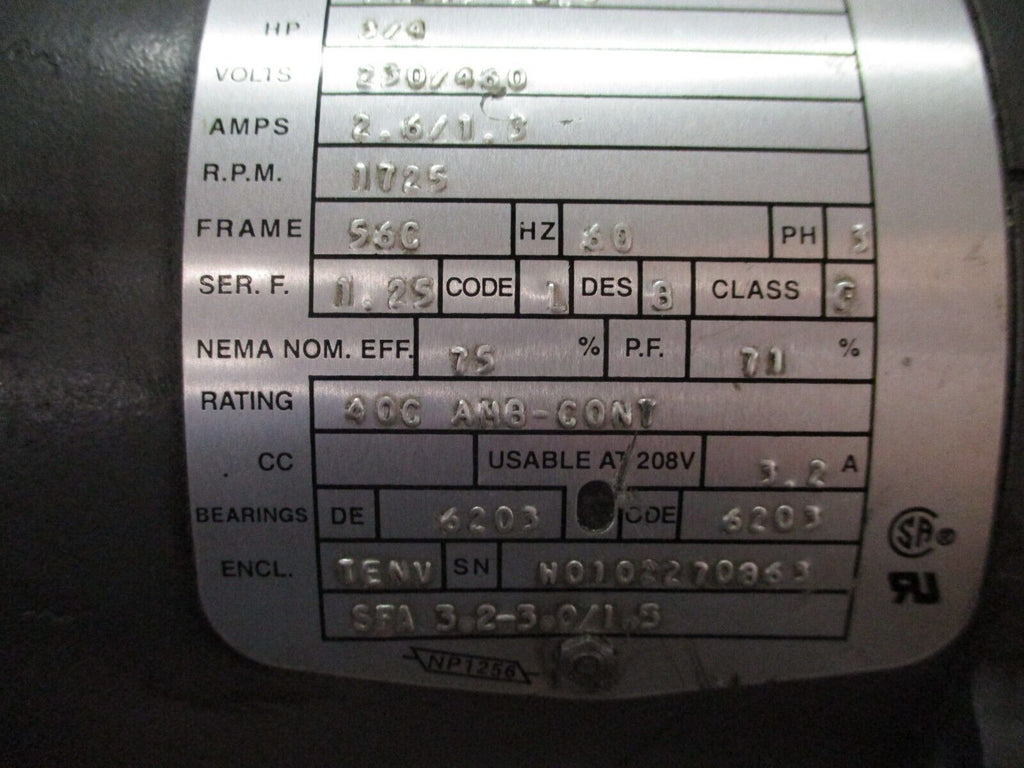 HP 3/4
VOLTS 230/460
AMPS 2.6/1.3
R.P.M. 1725
FRAME 56C HZ 60 PH 3
SER. F. 1.25 CODE L DES B CLASS
NEMA NOM. EFF. 75 % P.F. 71 %
RATING 40C AMB-CONT
CC USABLE AT 208V 3.2 A
BEARINGS DE 6203 ODE 6203
ENCL. TENV SN
SFA 3.2-3.0/1.5
NP1256
SA ®
RU